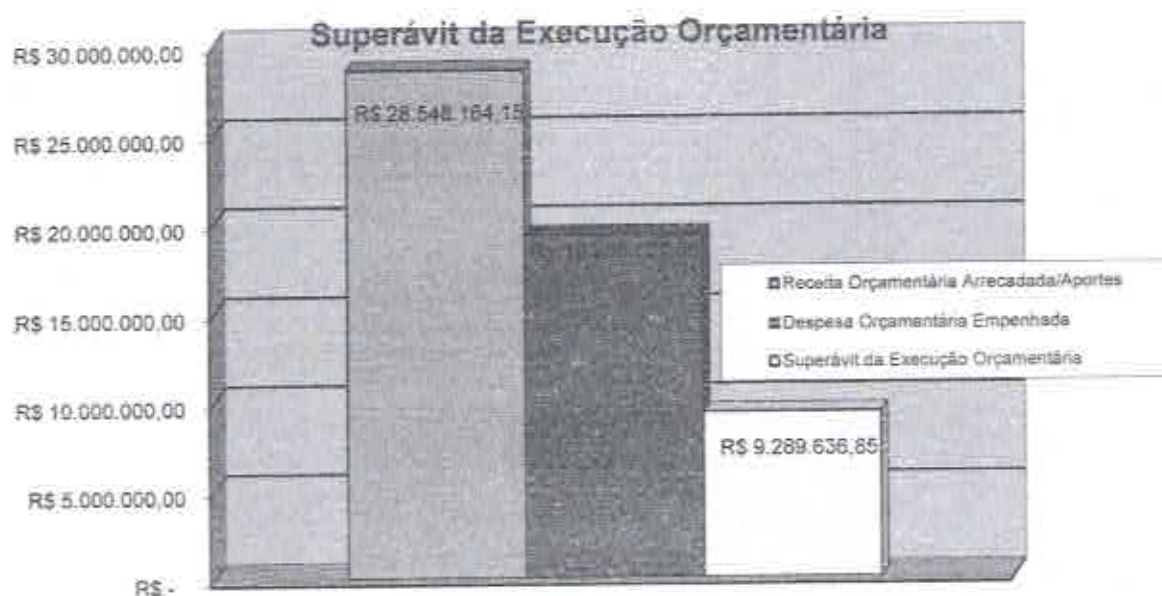 Superávit da Execução Orçamentária
R$ 30.000.000,00
R$ 25.000.000,00
R$ 20.000.000,00
R$ 15.000.000,00
R$ 10.000.000,00
R$ 5.000.000,00
R$ -
R$ 28.548.164,15
R$ 9.289.636,85
Receita Orçamentária Arrecadada/Aportes
Despesa Orçamentária Empenhada
Superávit da Execução Orçamentária